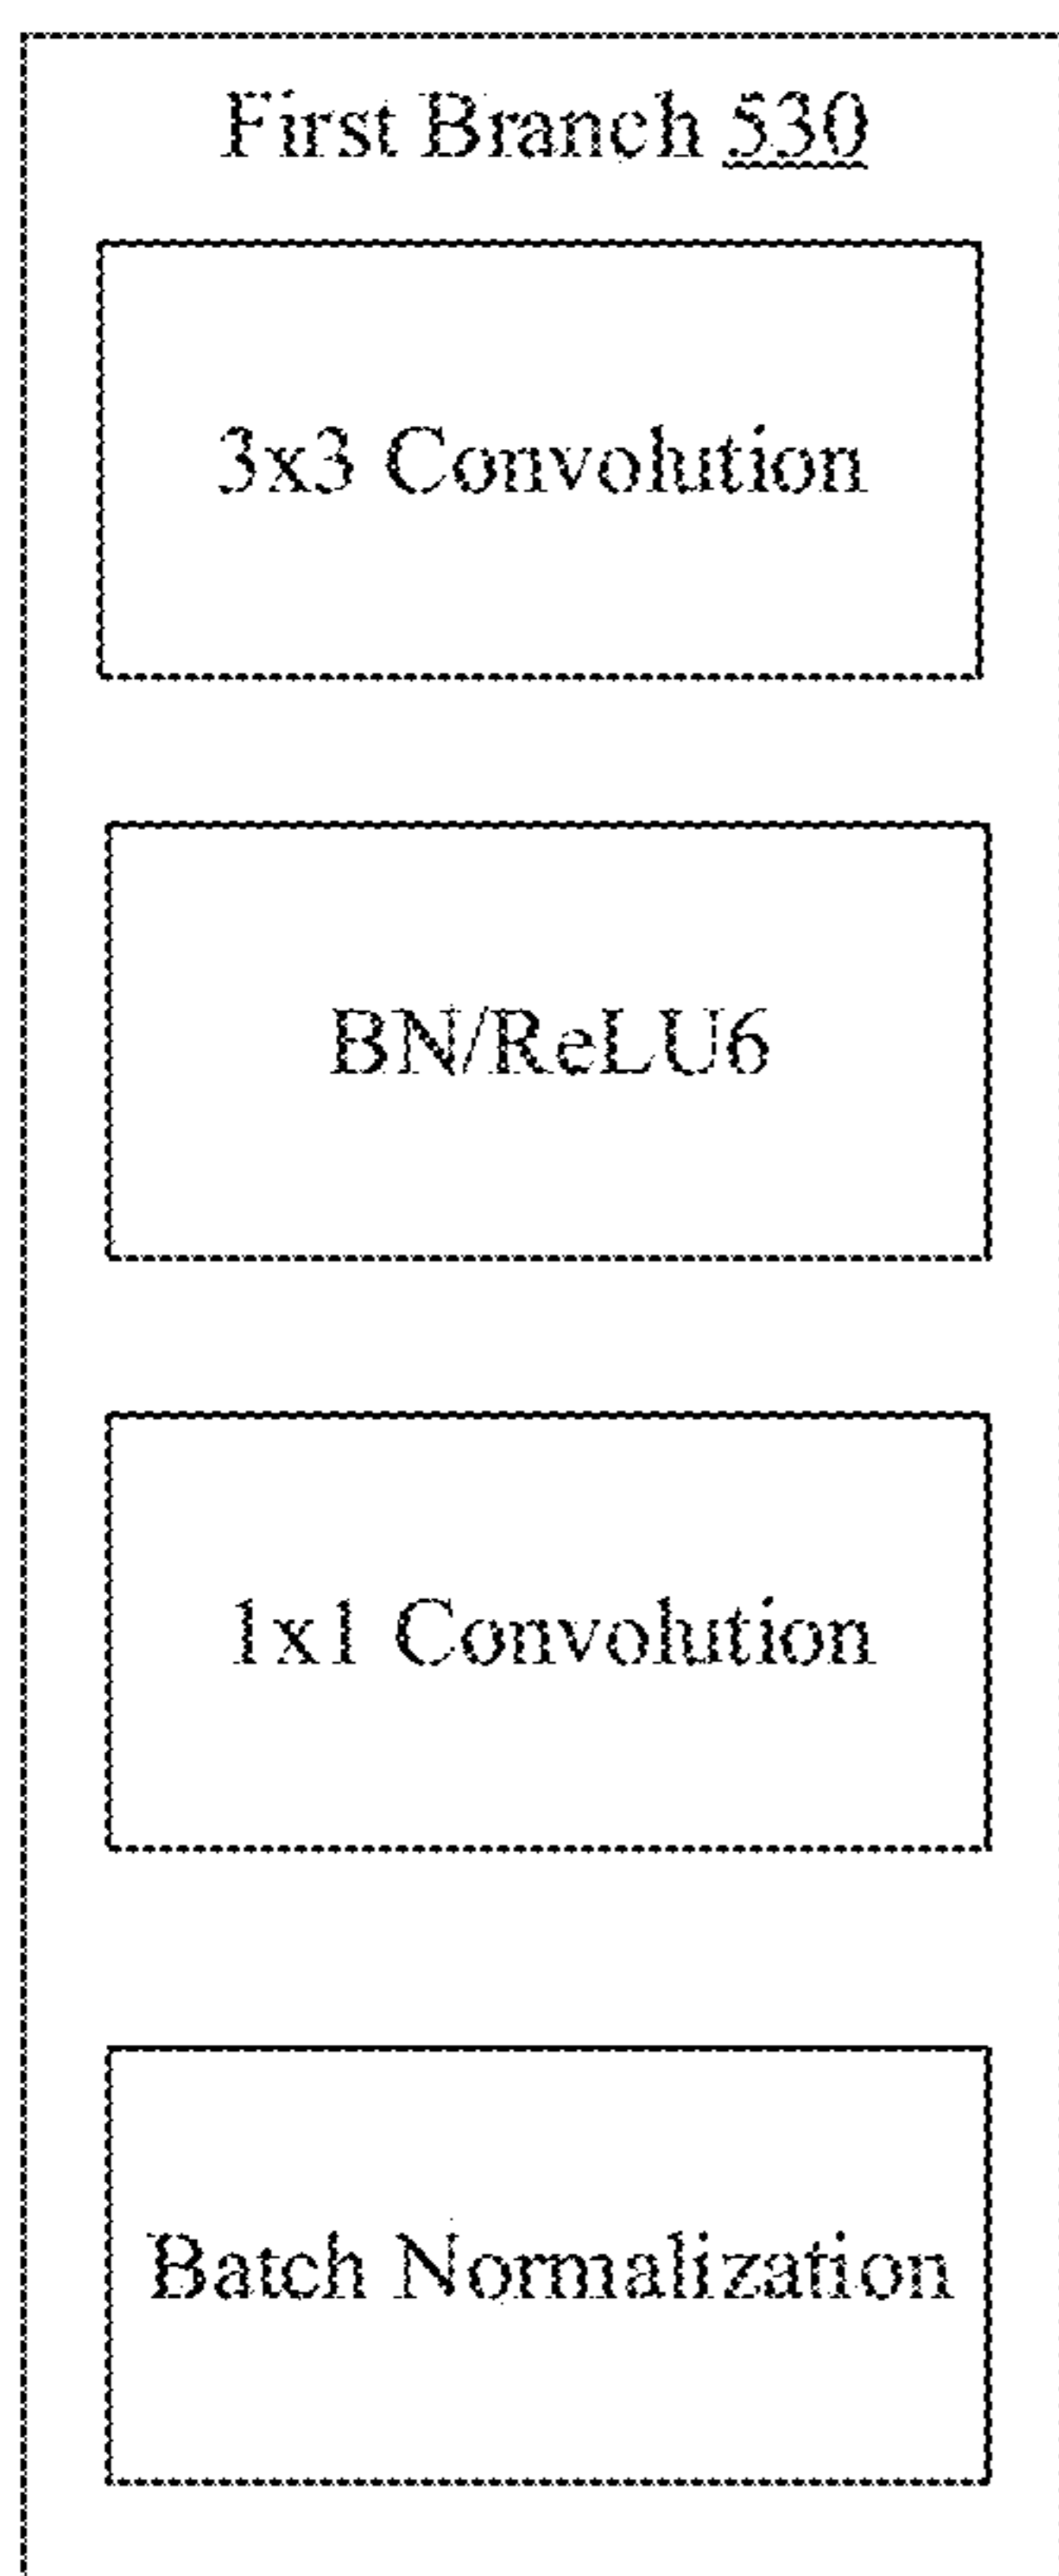 First Branch 530
3x3 Convolution
BN/ReLU6
1x1 Convolution
Batch Normalization